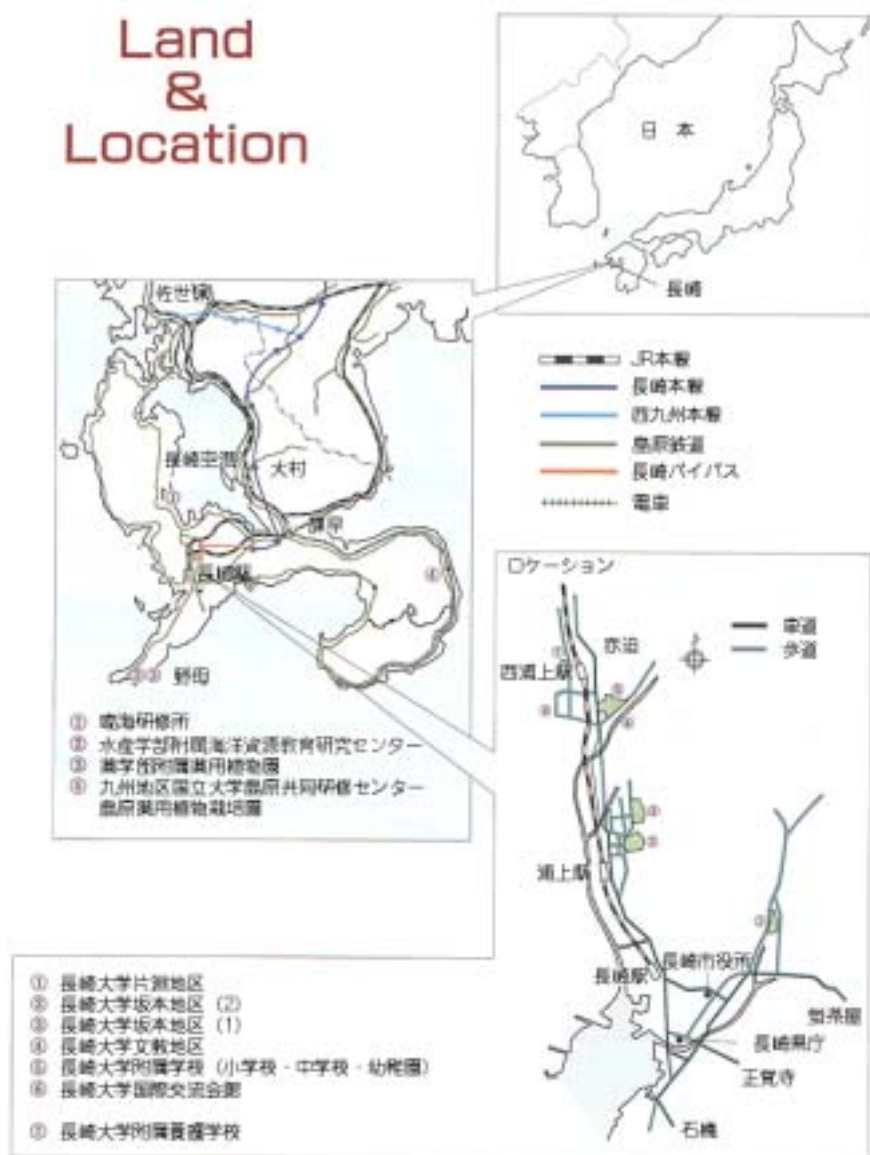 Land
&
Location
日本
長崎
佐世保
長崎空港
大村
諫早
長崎駅
④
野母
① 臨海研修所
② 水産学部附属海洋資源教育研究センター
③ 薬学部附属薬用植物園
⑤ 九州地区国立大学島原共同研修センター
島原薬用植物栽培園
JR本線
長崎本線
西九州本線
島原鉄道
長崎バイパス
電車
ロケーション
車道
歩道
赤迫
西浦上駅
浦上駅
長崎駅
長崎市役所
蛍茶屋
長崎県庁
正覚寺
石橋
① 長崎大学片淵地区
② 長崎大学坂本地区（2）
③ 長崎大学坂本地区（1）
④ 長崎大学文教地区
⑤ 長崎大学附属学校（小学校・中学校・幼稚園）
⑥ 長崎大学国際交流会館
長崎大学附属養護学校